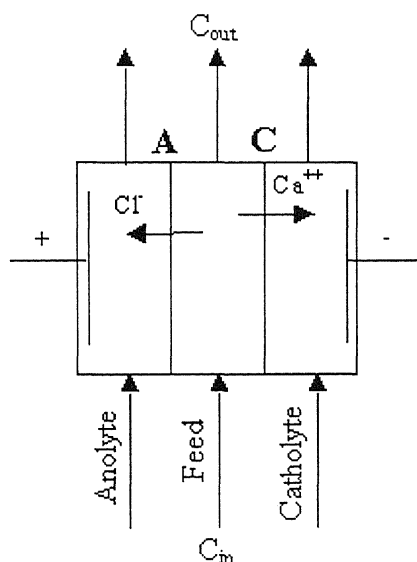 Cout
A C
Cl⁻ Ca⁺⁺
+ -
Anolyte Feed Catholyte
Cin